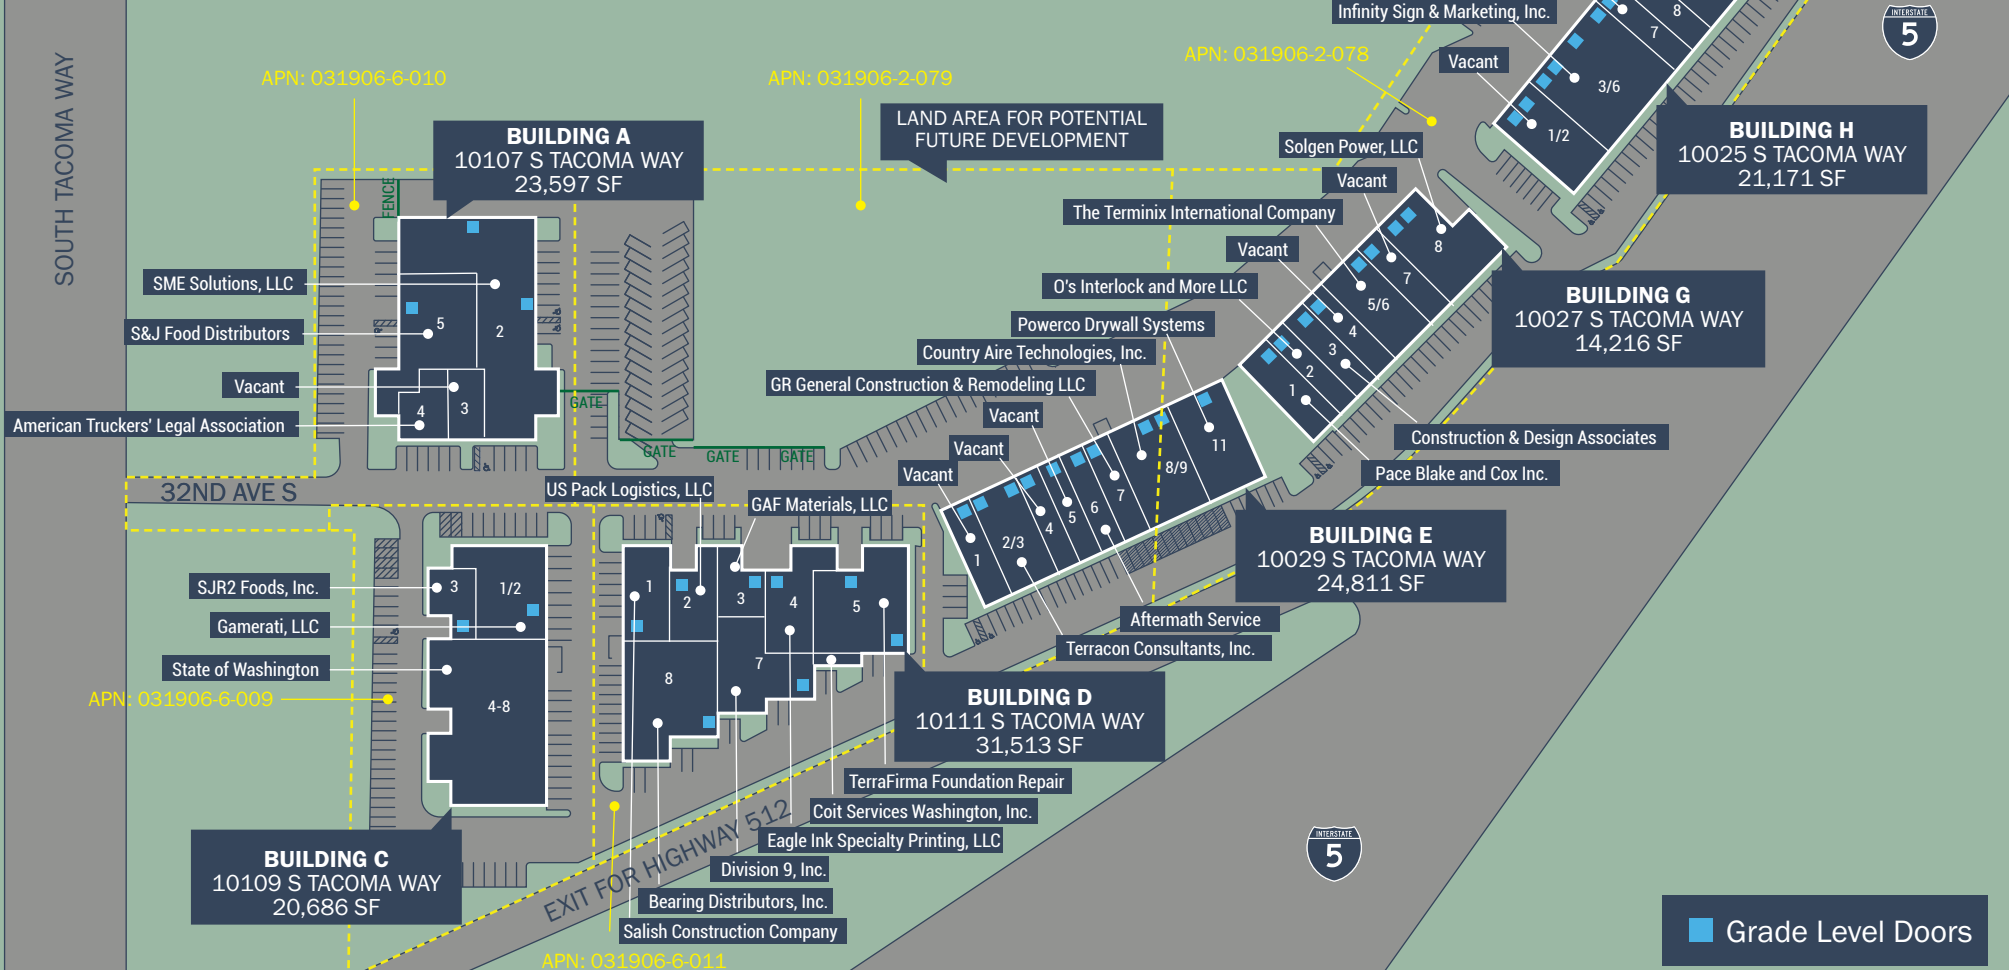 Infinity Sign & Marketing, Inc.
8
7
INTERSTATE
5
SOUTH TACOMA WAY
APN: 031906-6-010
APN: 031906-2-079
APN: 031906-2-078
Vacant
3/6
1/2
BUILDING A
10107 S TACOMA WAY
23,597 SF
LAND AREA FOR POTENTIAL
FUTURE DEVELOPMENT
BUILDING H
10025 S TACOMA WAY
21,171 SF
Solgen Power, LLC
Vacant
The Terminix International Company
Vacant
O's Interlock and More LLC
8
7
5/6
4
3
2
1
BUILDING G
10027 S TACOMA WAY
14,216 SF
FENCE
SME Solutions, LLC
S&J Food Distributors
Vacant
American Truckers' Legal Association
5
2
4
3
GATE
GATE
GATE
GATE
Powerco Drywall Systems
Country Aire Technologies, Inc.
GR General Construction & Remodeling LLC
Vacant
Vacant
Vacant
Construction & Design Associates
Pace Blake and Cox Inc.
11
8/9
7
6
5
4
2/3
1
32ND AVE S
US Pack Logistics, LLC
GAF Materials, LLC
BUILDING E
10029 S TACOMA WAY
24,811 SF
SJR2 Foods, Inc.
Gamerati, LLC
State of Washington
APN: 031906-6-009
3
1/2
4-8
1
2
3
4
5
7
8
Aftermath Service
Terracon Consultants, Inc.
BUILDING D
10111 S TACOMA WAY
31,513 SF
TerraFirma Foundation Repair
Coit Services Washington, Inc.
Eagle Ink Specialty Printing, LLC
Division 9, Inc.
Bearing Distributors, Inc.
Salish Construction Company
EXIT FOR HIGHWAY 512
BUILDING C
10109 S TACOMA WAY
20,686 SF
APN: 031906-6-011
INTERSTATE
5
Grade Level Doors